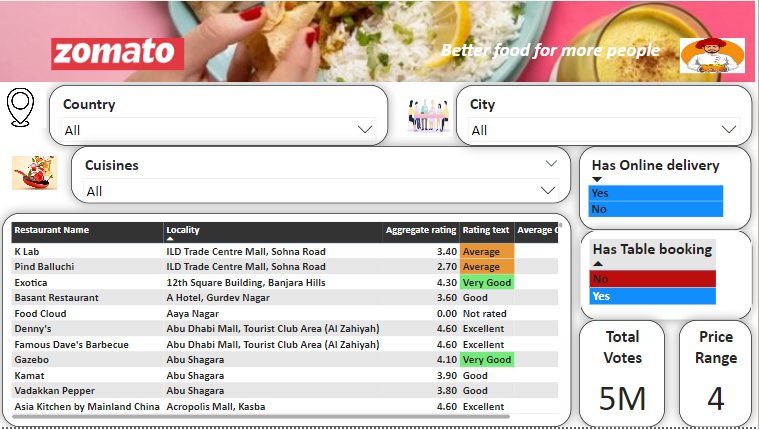 zomato
Better food for more people
Country
All
City
All
Cuisines
All
Has Online delivery
Yes
No
Restaurant Name Locality Aggregate rating Rating text Average C
K Lab ILD Trade Centre Mall, Sohna Road 3.40 Average
Pind Balluchi ILD Trade Centre Mall, Sohna Road 2.70 Average
Exotica 12th Square Building, Banjara Hills 4.30 Very Good
Basant Restaurant A Hotel, Gurdev Nagar 3.60 Good
Food Cloud Aaya Nagar 0.00 Not rated
Denny's Abu Dhabi Mall, Tourist Club Area (Al Zahiyah) 4.60 Excellent
Famous Dave's Barbecue Abu Dhabi Mall, Tourist Club Area (Al Zahiyah) 4.60 Excellent
Gazebo Abu Shagara 4.10 Very Good
Kamat Abu Shagara 3.90 Good
Vadakkan Pepper Abu Shagara 3.80 Good
Asia Kitchen by Mainland China Acropolis Mall, Kasba 4.60 Excellent
Has Table booking
No
Yes
Total
Votes
5M
Price
Range
4